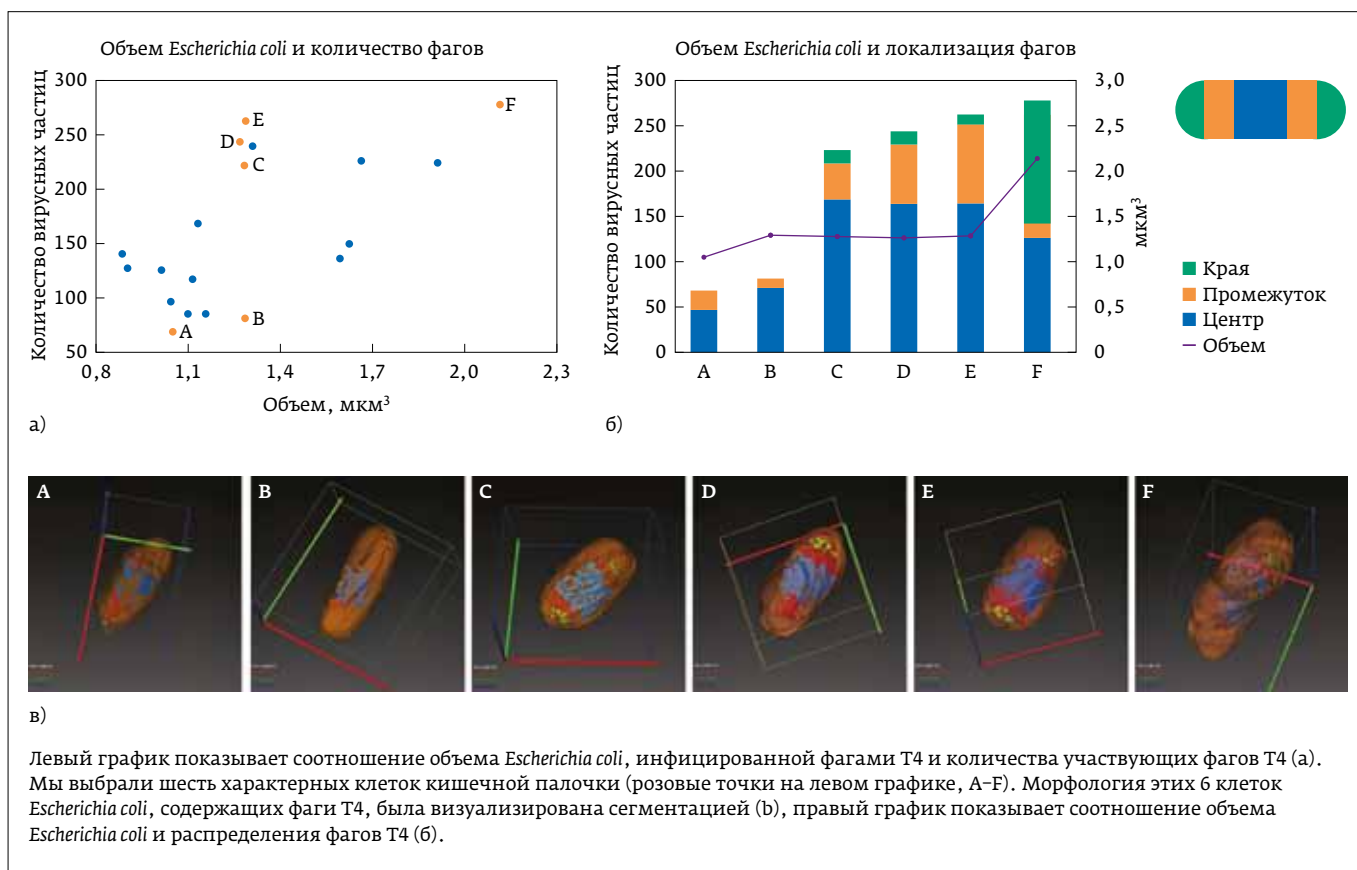 Объем Escherichia coli и количество фагов
Количество вирусных частиц
300
250
200
150
100
50
E
D
C
F
B
A
0,8
1,1
1,4
1,7
2,0
2,3
Объем, мкм³
а)
Объем Escherichia coli и локализация фагов
Количество вирусных частиц
300
250
200
150
100
50
0
3,0
2,5
2,0
1,5
1,0
0,5
0
мкм³
A
B
C
D
E
F
Края
Промежуток
Центр
Объем
б)
A
B
C
D
E
F
в)
Левый график показывает соотношение объема Escherichia coli, инфицированной фагами T4 и количества участвующих фагов T4 (а).
Мы выбрали шесть характерных клеток кишечной палочки (розовые точки на левом графике, A–F). Морфология этих 6 клеток
Escherichia coli, содержащих фаги T4, была визуализирована сегментацией (b), правый график показывает соотношение объема
Escherichia coli и распределения фагов T4 (б).